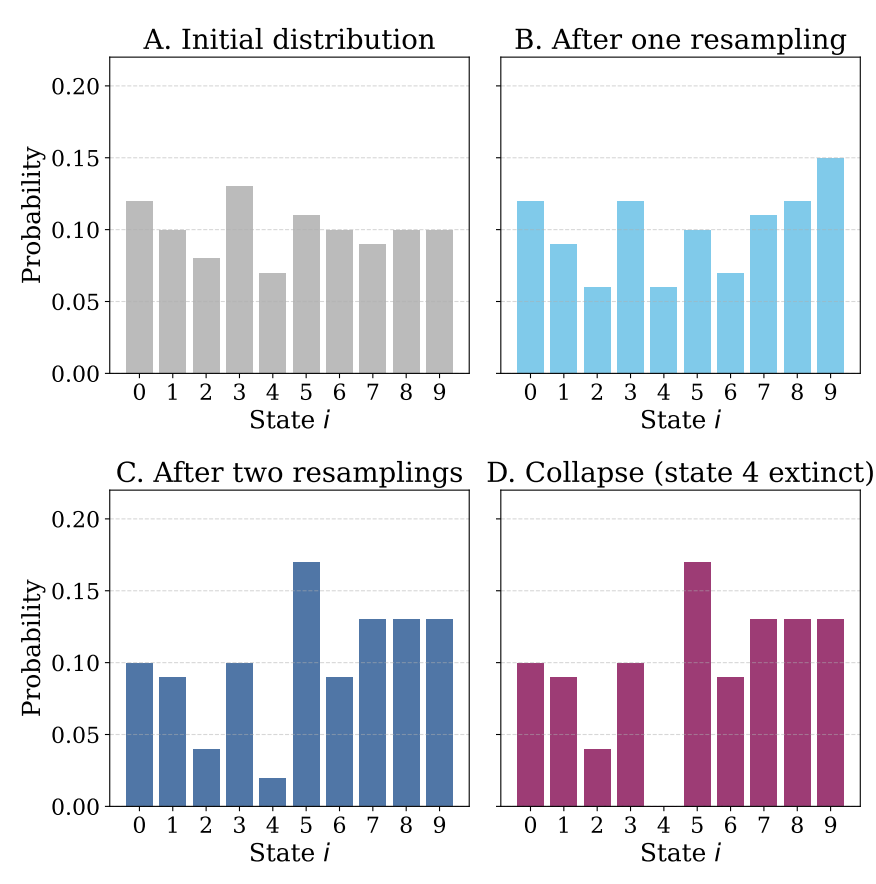 A. Initial distribution
0.20
0.15
0.10
0.05
0.00
Probability
0 1 2 3 4 5 6 7 8 9
State i
B. After one resampling
0 1 2 3 4 5 6 7 8 9
State i
C. After two resamplings
0.20
0.15
0.10
0.05
0.00
Probability
0 1 2 3 4 5 6 7 8 9
State i
D. Collapse (state 4 extinct)
0 1 2 3 4 5 6 7 8 9
State i